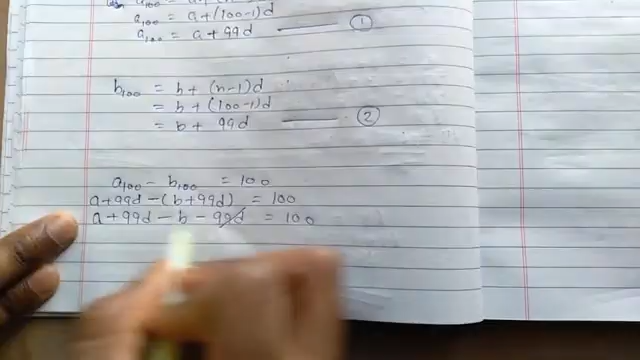 a₁₀₀ = a + (100-1)d
a₁₀₀ = a + 99d ——— ①
b₁₀₀ = b + (n-1)d
= b + (100-1)d
= b + 99d ——— ②
a₁₀₀ - b₁₀₀ = 100
a+99d - (b+99d) = 100
a+99d - b - 99d = 100